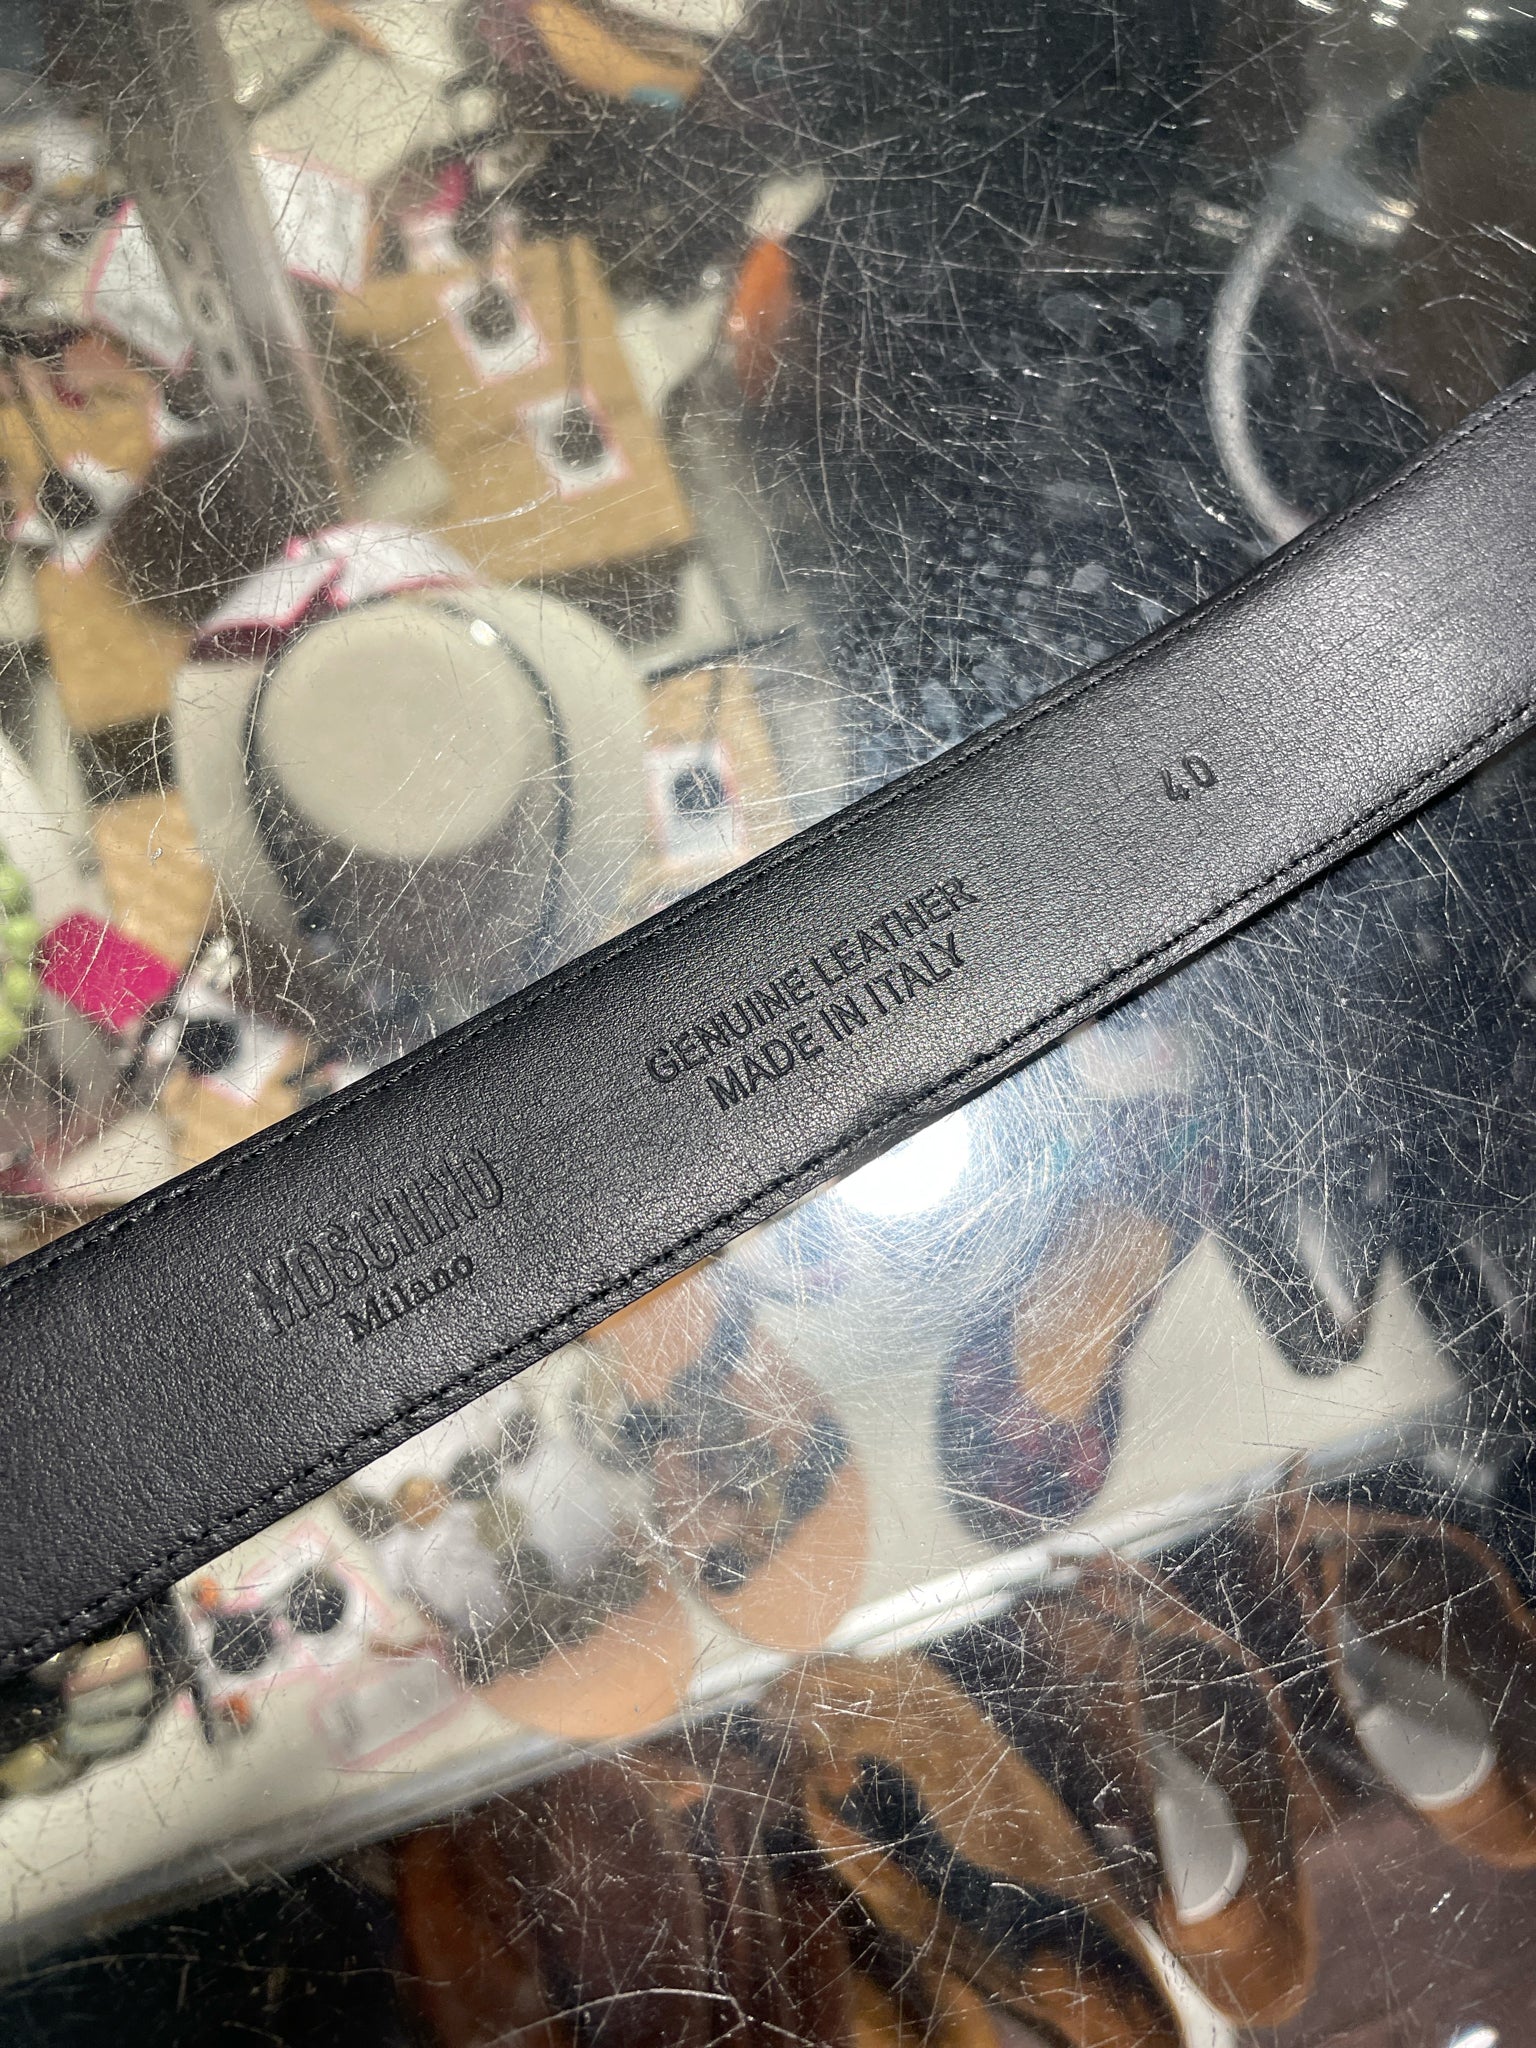 MOSCHINO
Milano
GENUINE LEATHER
MADE IN ITALY
40